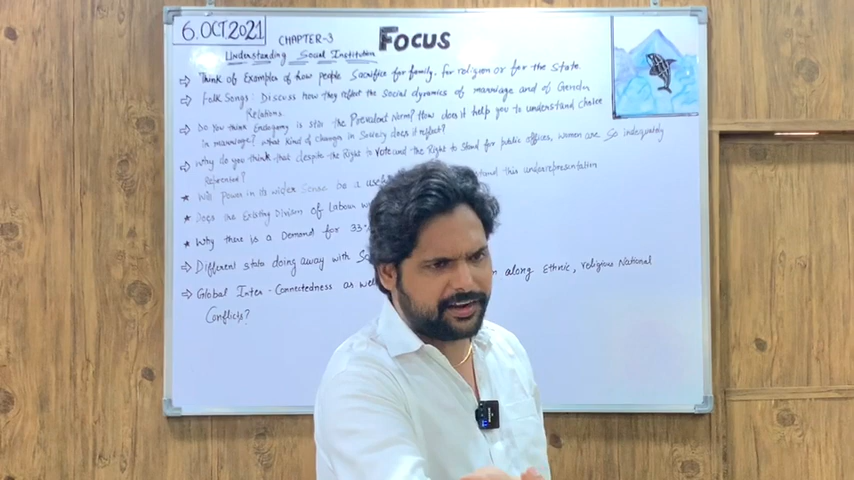 6. OCT 2021
CHAPTER-3
FOCUS
Understanding Social Institution
Think of Examples of how people Sacrifice for family. For religion or for the State.
Folk Songs: Discuss how they reflect the social dynamics of marriage and of Gender
Relations
Do you think Endogamy is still the Prevalent Norm? How does it help you to understand choice
in marriage? What kind of changes in Society does it reflect?
Why do you think that despite the Right to vote and the Right to Stand for public offices, women are so inadequately
Will Power in its wider Sense be a this underrepresentation
Does the Existing Division of Labour
Why there is a Demand for 33%
Different state doing away with
Global Inter-Connectedness as well along Ethnic, religious National
Conflicts?